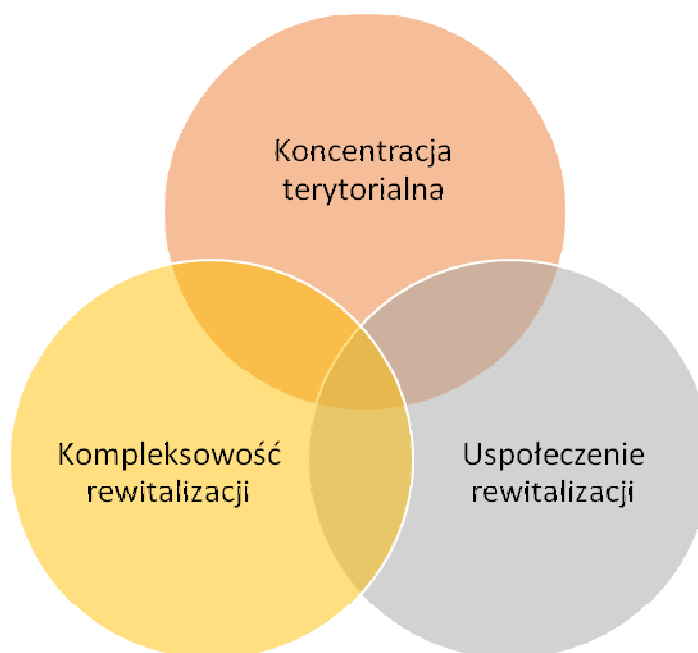 Koncentracja
terytorialna
Kompleksowość
rewitalizacji
Uspołeczenie
rewitalizacji